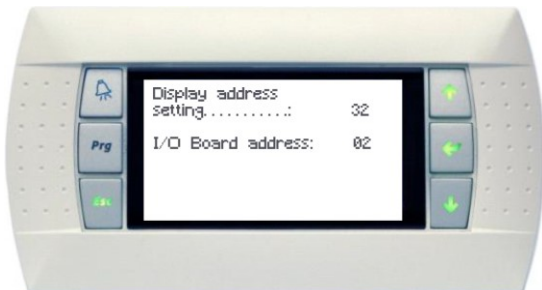 Display address
setting...........: 32
I/O Board address: 02
Prg
Esc